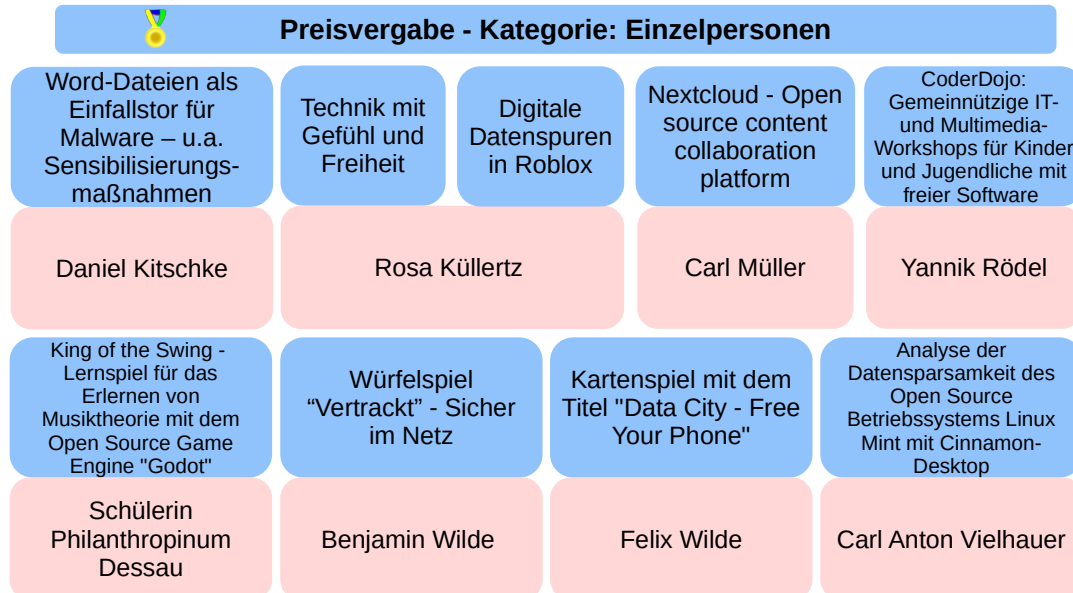 Preisvergabe - Kategorie: Einzelpersonen
Word-Dateien als
Einfallstor für
Malware – u.a.
Sensibilisierungs-
maßnahmen
Technik mit
Gefühl und
Freiheit
Digitale
Datenspuren
in Roblox
Nextcloud - Open
source content
collaboration
platform
CoderDojo:
Gemeinnützige IT-
und Multimedia-
Workshops für Kinder
und Jugendliche mit
freier Software
Daniel Kitschke
Rosa Küllertz
Carl Müller
Yannik Rödel
King of the Swing -
Lernspiel für das
Erlernen von
Musiktheorie mit dem
Open Source Game
Engine "Godot"
Würfelspiel
“Vertrackt” - Sicher
im Netz
Kartenspiel mit dem
Titel "Data City - Free
Your Phone"
Analyse der
Datensparsamkeit des
Open Source
Betriebssystems Linux
Mint mit Cinnamon-
Desktop
Schülerin
Philanthropinum
Dessau
Benjamin Wilde
Felix Wilde
Carl Anton Vielhauer